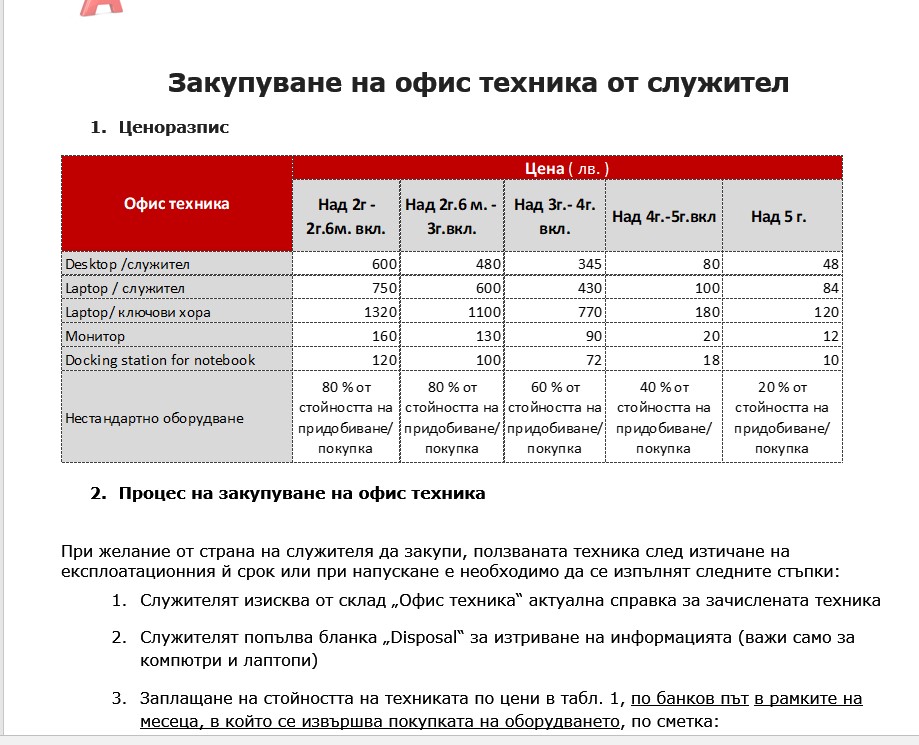 Закупуване на офис техника от служител
1. Ценоразпис
Офис техника
Цена ( лв. )
Над 2г - 2г.6м. вкл.
Над 2г.6 м. - 3г.вкл.
Над 3г.- 4г. вкл.
Над 4г.-5г.вкл
Над 5 г.
Desktop /служител 600 480 345 80 48
Laptop / служител 750 600 430 100 84
Laptop/ ключови хора 1320 1100 770 180 120
Монитор 160 130 90 20 12
Docking station for notebook 120 100 72 18 10
Нестандартно оборудване
80 % от стойността на придобиване/ покупка
80 % от стойността на придобиване/ покупка
60 % от стойността на придобиване/ покупка
40 % от стойността на придобиване/ покупка
20 % от стойността на придобиване/ покупка
2. Процес на закупуване на офис техника
При желание от страна на служителя да закупи, ползваната техника след изтичане на
експлоатационния й срок или при напускане е необходимо да се изпълнят следните стъпки:
1. Служителят изисква от склад „Офис техника“ актуална справка за зачислената техника
2. Служителят попълва бланка „Disposal“ за изтриване на информацията (важи само за
компютри и лаптопи)
3. Заплащане на стойността на техниката по цени в табл. 1, по банков път в рамките на
месеца, в който се извършва покупката на оборудването, по сметка: